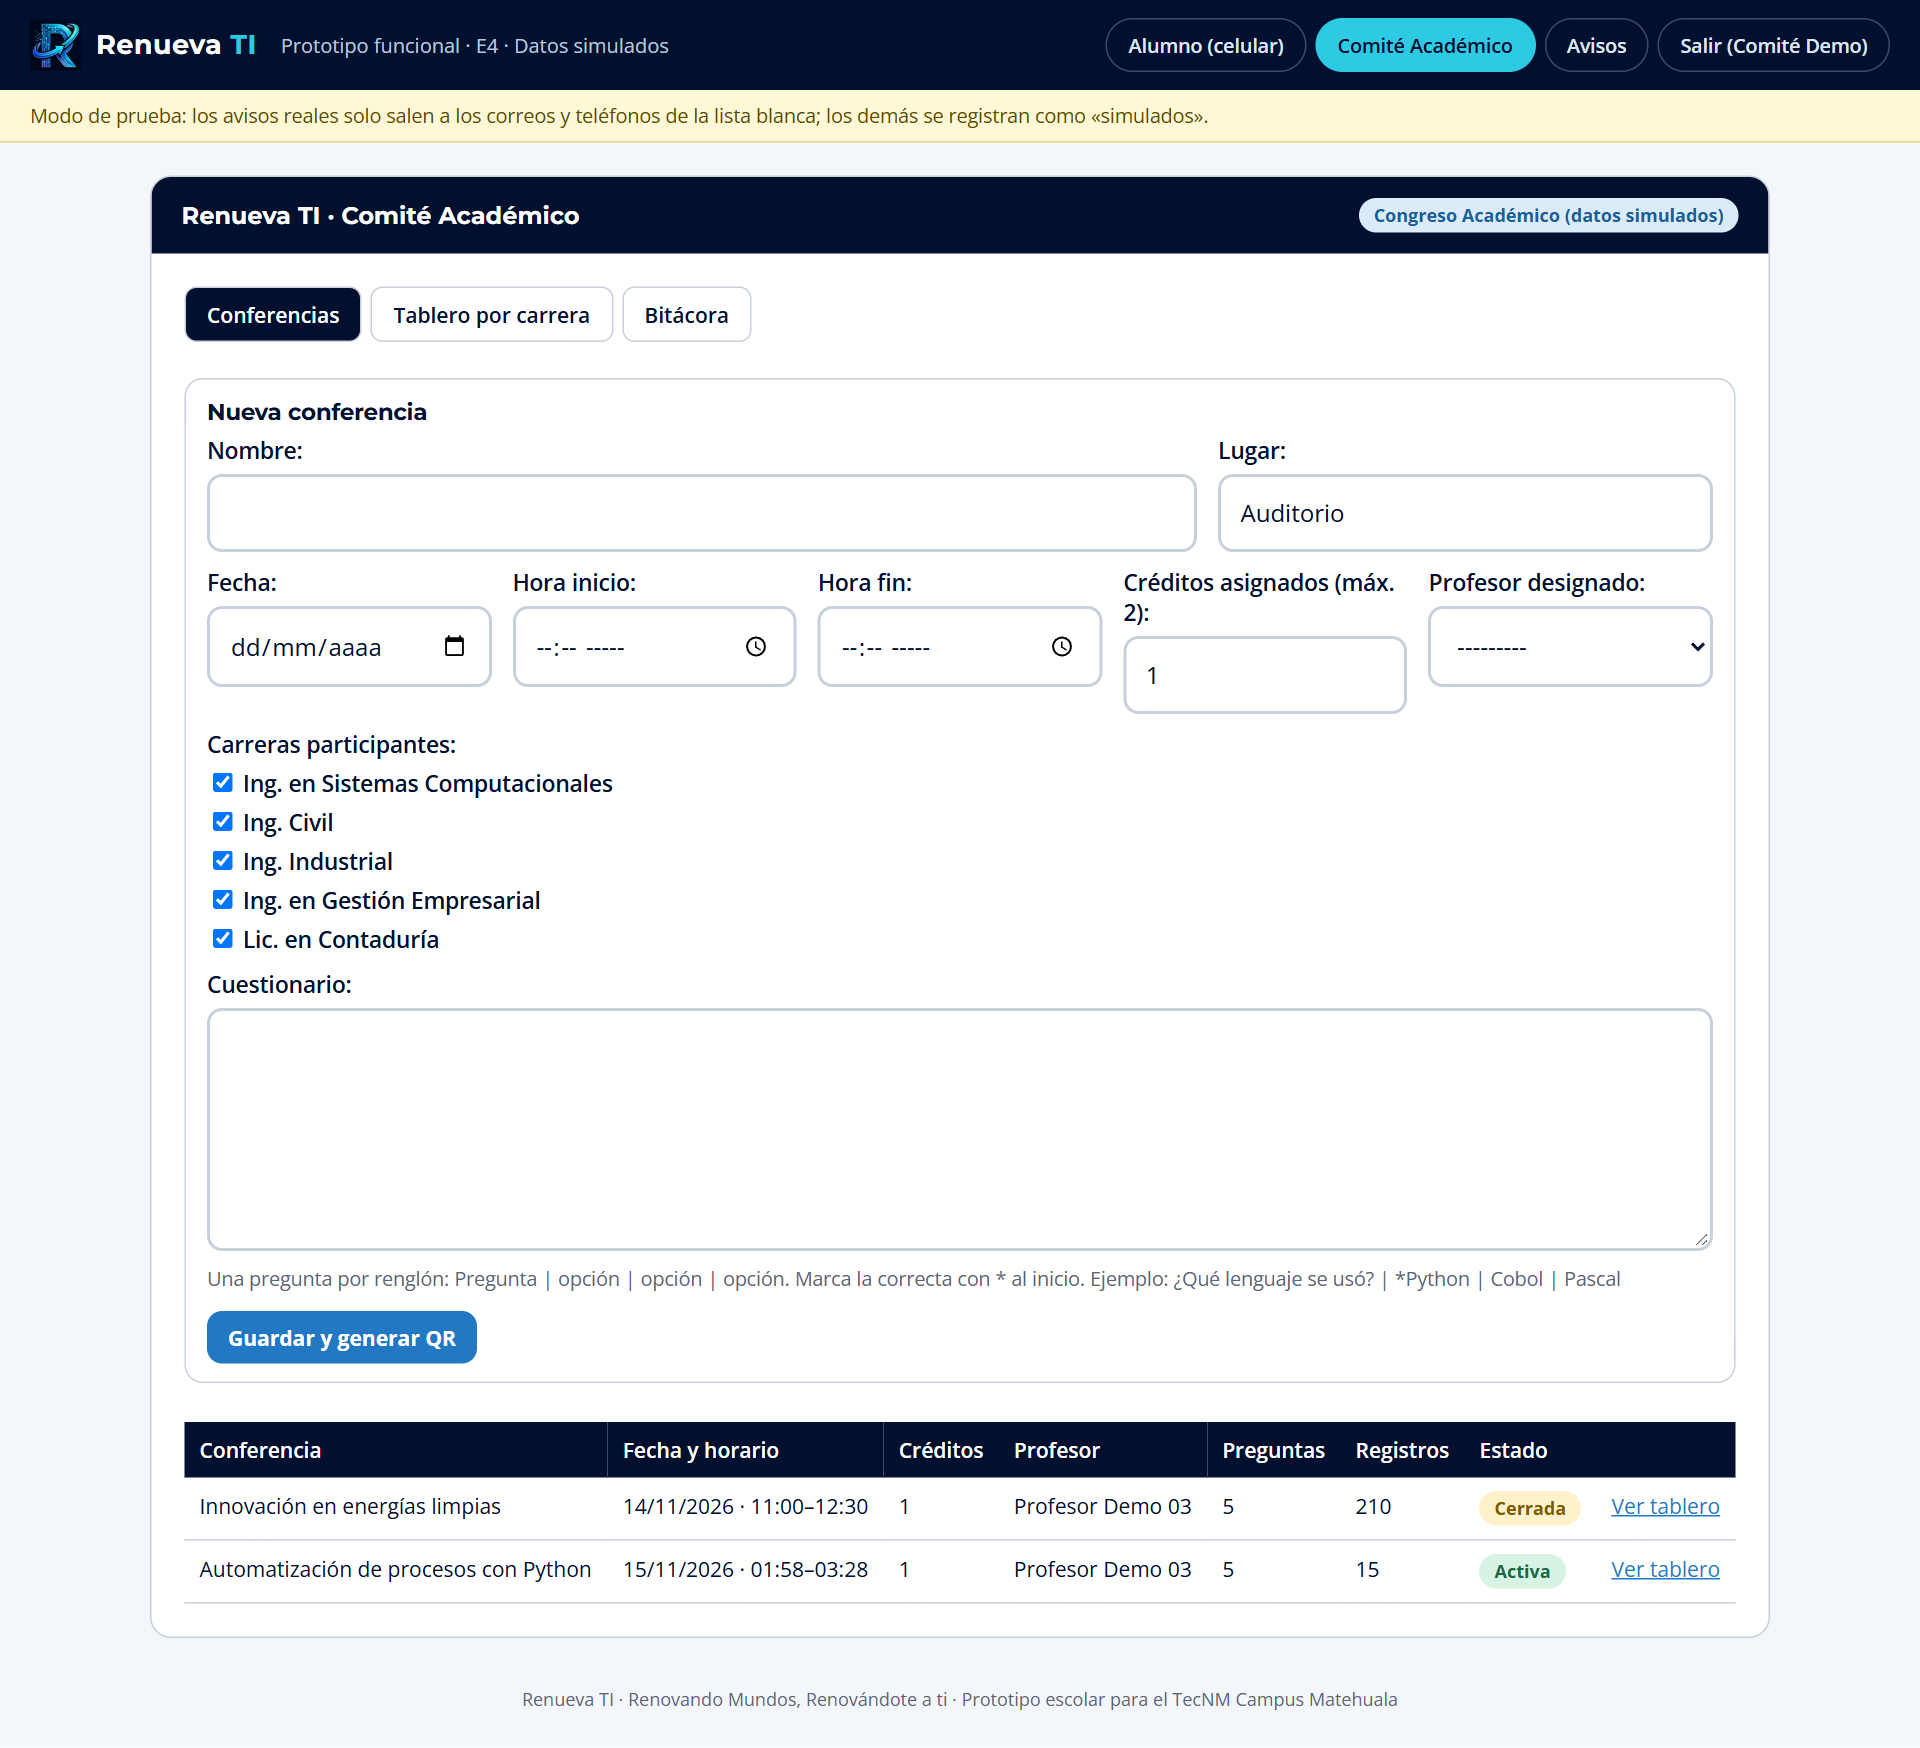 Renueva TI
Prototipo funcional · E4 · Datos simulados
Alumno (celular)
Comité Académico
Avisos
Salir (Comité Demo)
Modo de prueba: los avisos reales solo salen a los correos y teléfonos de la lista blanca; los demás se registran como «simulados».
Renueva TI · Comité Académico
Congreso Académico (datos simulados)
Conferencias
Tablero por carrera
Bitácora
Nueva conferencia
Nombre:
Lugar:
Auditorio
Fecha:
Hora inicio:
Hora fin:
Créditos asignados (máx. 2):
Profesor designado:
dd/mm/aaaa
--:-- -----
--:-- -----
1
---------
Carreras participantes:
Ing. en Sistemas Computacionales
Ing. Civil
Ing. Industrial
Ing. en Gestión Empresarial
Lic. en Contaduría
Cuestionario:
Una pregunta por renglón: Pregunta | opción | opción | opción. Marca la correcta con * al inicio. Ejemplo: ¿Qué lenguaje se usó? | *Python | Cobol | Pascal
Guardar y generar QR
Conferencia Fecha y horario Créditos Profesor Preguntas Registros Estado
Innovación en energías limpias 14/11/2026 · 11:00–12:30 1 Profesor Demo 03 5 210 Cerrada Ver tablero
Automatización de procesos con Python 15/11/2026 · 01:58–03:28 1 Profesor Demo 03 5 15 Activa Ver tablero
Renueva TI · Renovando Mundos, Renovándote a ti · Prototipo escolar para el TecNM Campus Matehuala